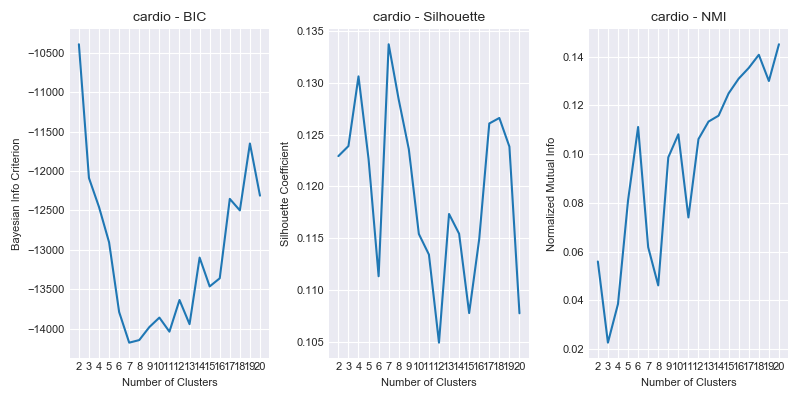 cardio - BIC
Bayesian Info Criterion
−10500
−11000
−11500
−12000
−12500
−13000
−13500
−14000
2 3 4 5 6 7 8 9 10 11 12 13 14 15 16 17 18 19 20
Number of Clusters
cardio - Silhouette
Silhouette Coefficient
0.135
0.130
0.125
0.120
0.115
0.110
0.105
2 3 4 5 6 7 8 9 10 11 12 13 14 15 16 17 18 19 20
Number of Clusters
cardio - NMI
Normalized Mutual Info
0.14
0.12
0.10
0.08
0.06
0.04
0.02
2 3 4 5 6 7 8 9 10 11 12 13 14 15 16 17 18 19 20
Number of Clusters